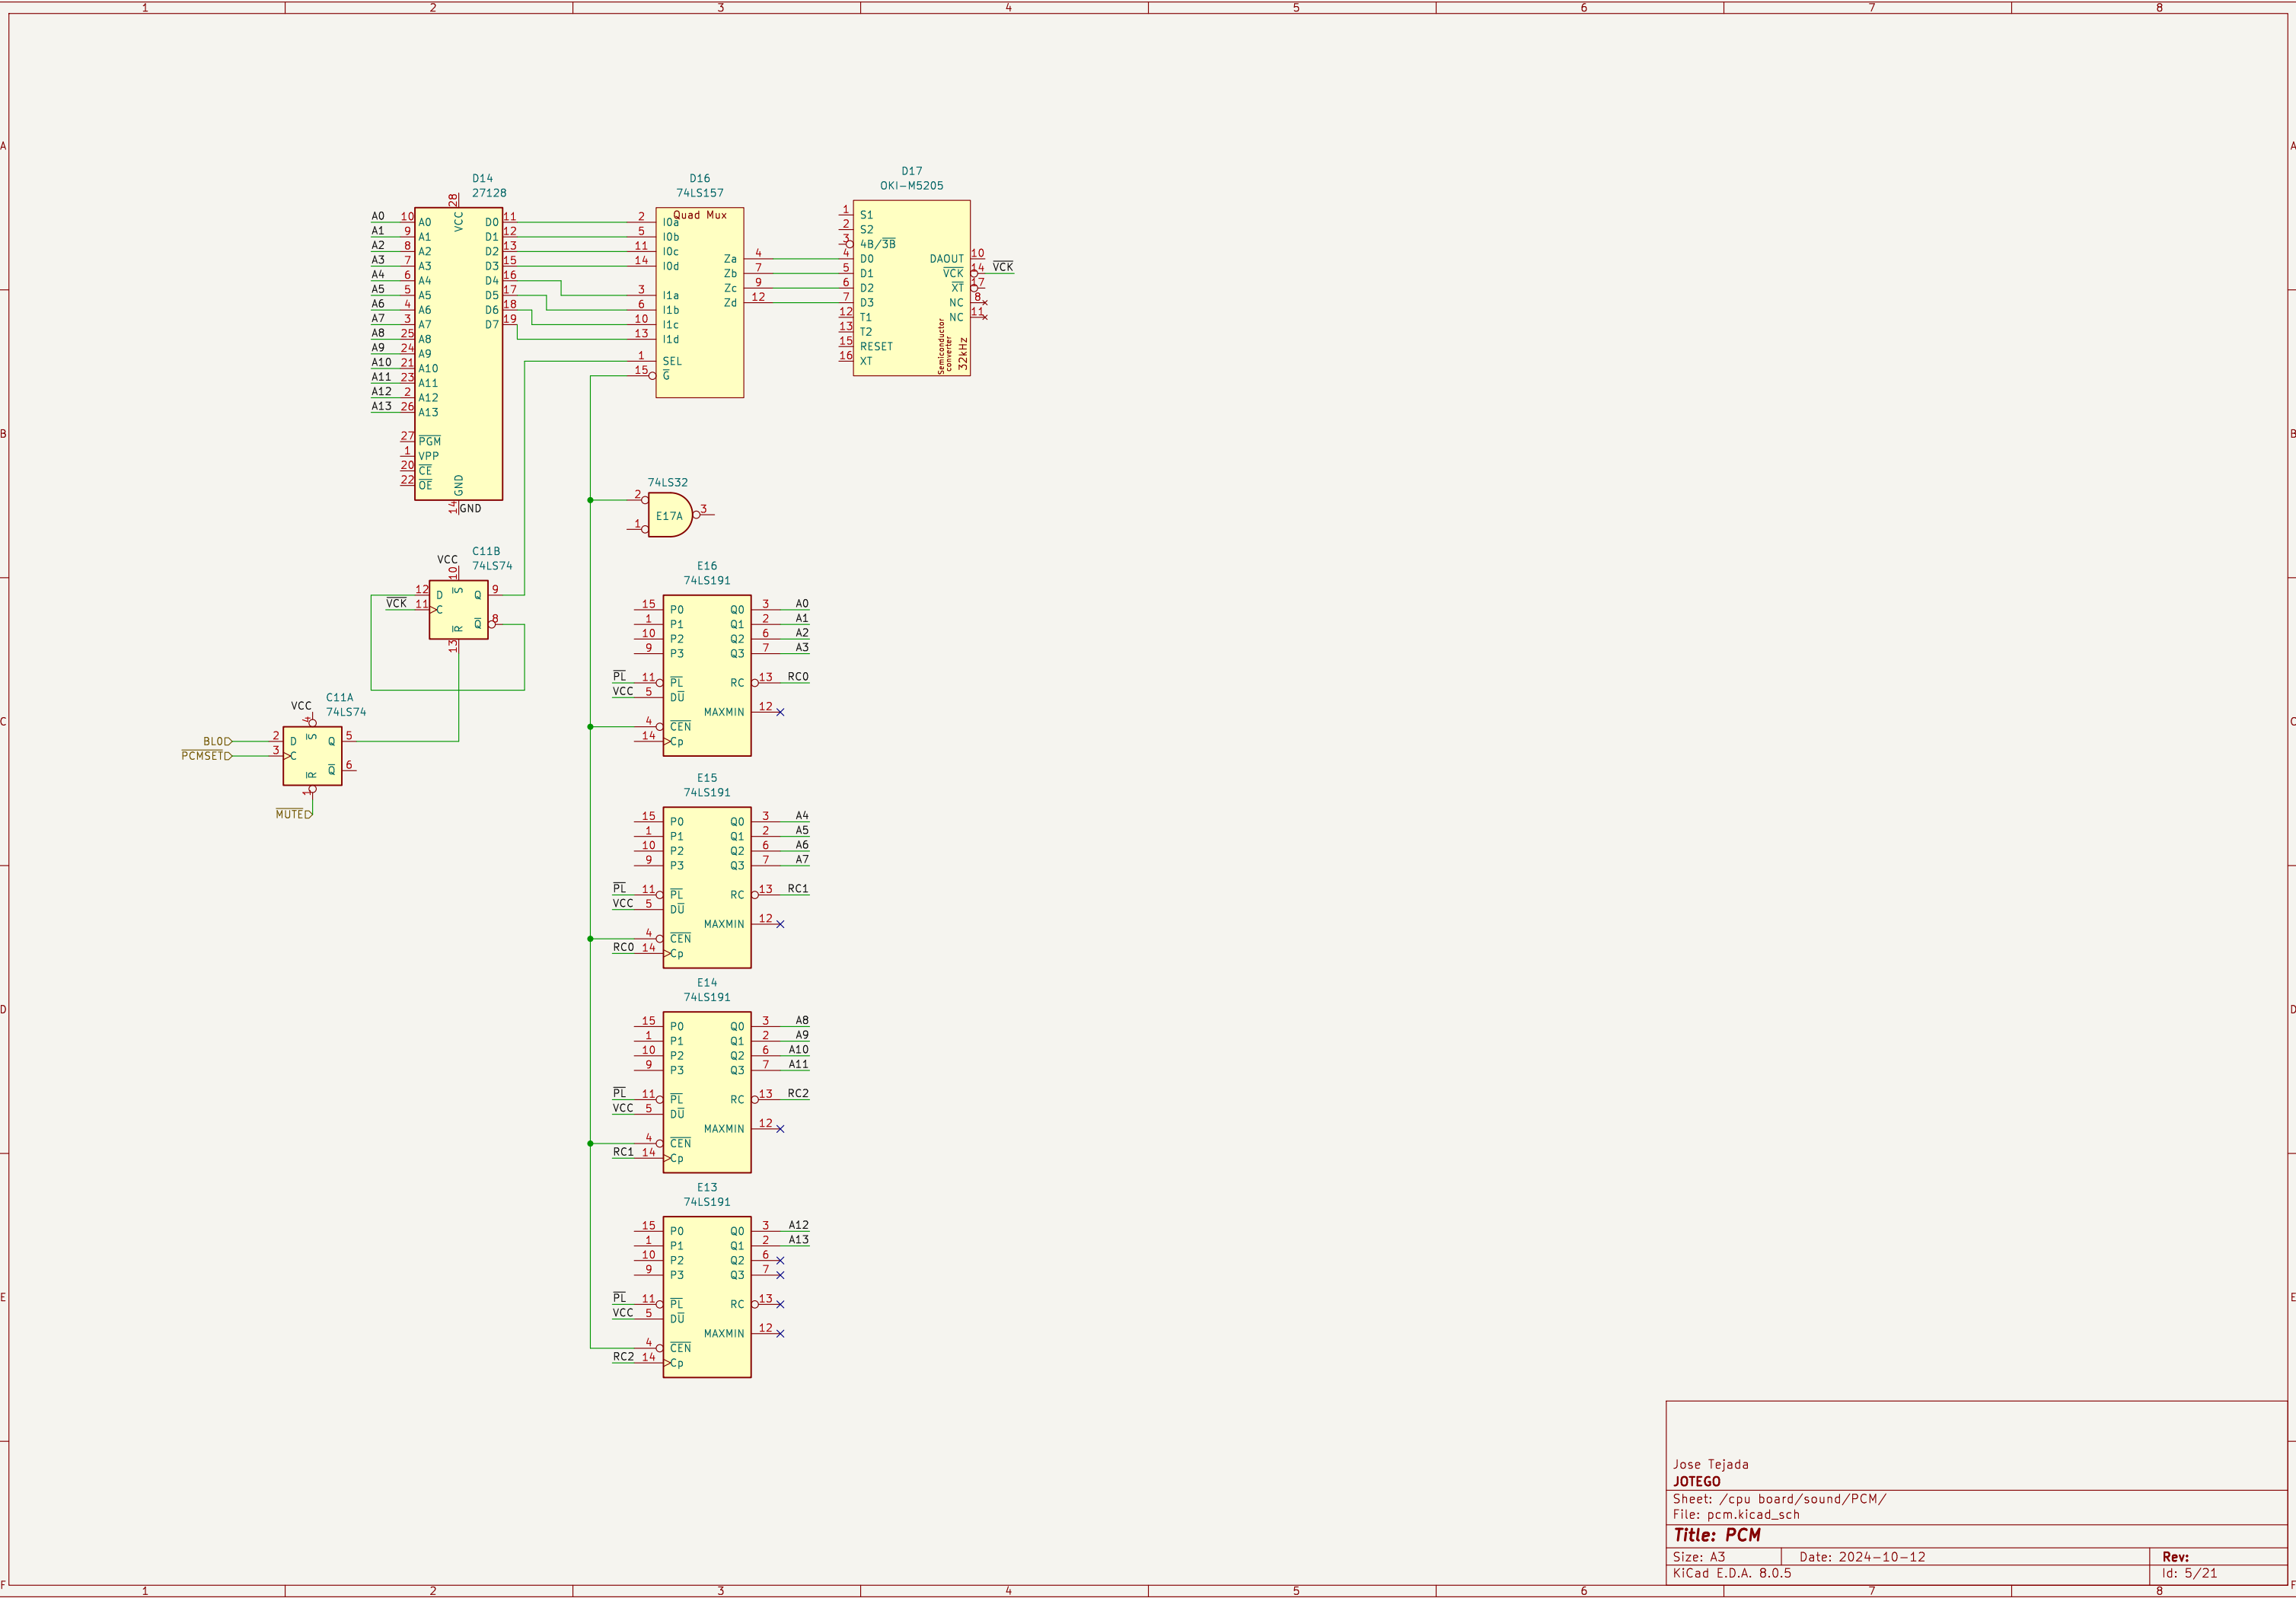 1 2 3 4 5 6 7 8
A A
B B
C C
D D
E E
F F
D14
27128
A0 10 A0 D0 11
A1 9 A1 D1 12
A2 8 A2 D2 13
A3 7 A3 D3 15
A4 6 A4 D4 16
A5 5 A5 D5 17
A6 4 A6 D6 18
A7 3 A7 D7 19
A8 25 A8
A9 24 A9
A10 21 A10
A11 23 A11
A12 2 A12
A13 26 A13
27 PGM
1 VPP
20 CE
22 OE
28 VCC
14 GND GND
D16
74LS157
Quad Mux
2 I0a
5 I0b
11 I0c
14 I0d
3 I1a
6 I1b
10 I1c
13 I1d
1 SEL
15 G
Za 4
Zb 7
Zc 9
Zd 12
D17
OKI-M5205
1 S1
2 S2
3 4B/3B
4 D0
5 D1
6 D2
7 D3
12 T1
13 T2
15 RESET
16 XT
DAOUT 10
VCK 14 VCK
XT 17
NC 8
NC 11
Semiconductor
converter
32kHz
74LS32
2 E17A 3
1
C11B
74LS74
VCC 10 S
12 D Q 9
VCK 11 C
Q 8
R 13
C11A
74LS74
VCC 4 S
BL0 2 D Q 5
PCMSET 3 C
Q 6
R 1
MUTE
E16
74LS191
15 P0 Q0 3 A0
1 P1 Q1 2 A1
10 P2 Q2 6 A2
9 P3 Q3 7 A3
PL 11 PL RC 13 RC0
VCC 5 DU
MAXMIN 12
4 CEN
14 Cp
E15
74LS191
15 P0 Q0 3 A4
1 P1 Q1 2 A5
10 P2 Q2 6 A6
9 P3 Q3 7 A7
PL 11 PL RC 13 RC1
VCC 5 DU
MAXMIN 12
4 CEN
RC0 14 Cp
E14
74LS191
15 P0 Q0 3 A8
1 P1 Q1 2 A9
10 P2 Q2 6 A10
9 P3 Q3 7 A11
PL 11 PL RC 13 RC2
VCC 5 DU
MAXMIN 12
4 CEN
RC1 14 Cp
E13
74LS191
15 P0 Q0 3 A12
1 P1 Q1 2 A13
10 P2 Q2 6
9 P3 Q3 7
PL 11 PL RC 13
VCC 5 DU
MAXMIN 12
4 CEN
RC2 14 Cp
Jose Tejada
JOTEGO
Sheet: /cpu board/sound/PCM/
File: pcm.kicad_sch
Title: PCM
Size: A3 Date: 2024-10-12 Rev:
KiCad E.D.A. 8.0.5 Id: 5/21
1 2 3 4 5 6 7 8